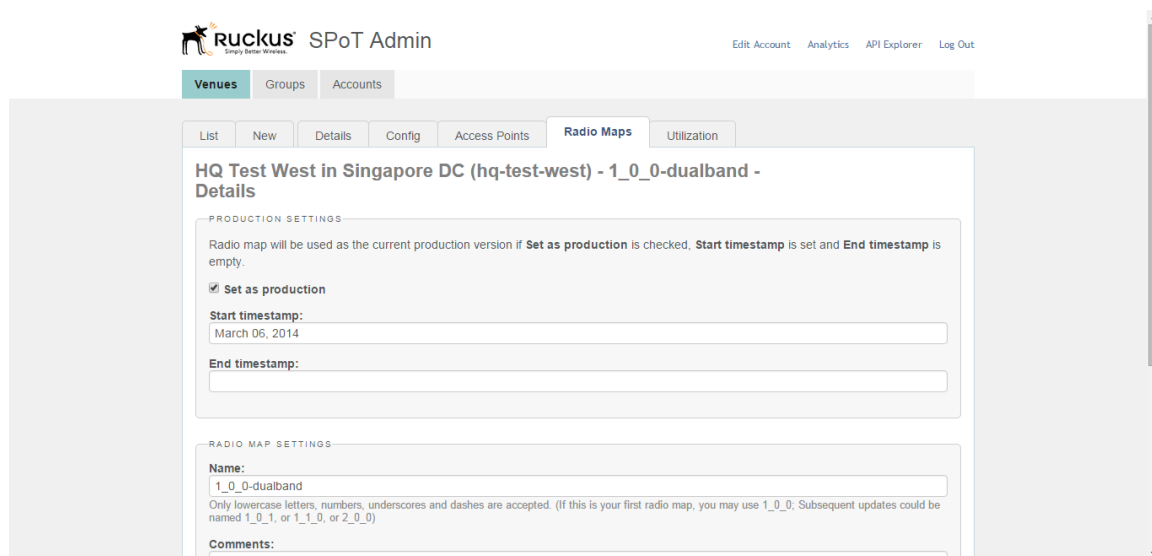 Ruckus SPoT Admin
Simply Better Wireless.
Edit Account Analytics API Explorer Log Out
Venues Groups Accounts
List New Details Config Access Points Radio Maps Utilization
HQ Test West in Singapore DC (hq-test-west) - 1_0_0-dualband -
Details
PRODUCTION SETTINGS
Radio map will be used as the current production version if Set as production is checked, Start timestamp is set and End timestamp is
empty.
Set as production
Start timestamp:
March 06, 2014
End timestamp:
RADIO MAP SETTINGS
Name:
1_0_0-dualband
Only lowercase letters, numbers, underscores and dashes are accepted. (If this is your first radio map, you may use 1_0_0; Subsequent updates could be
named 1_0_1, or 1_1_0, or 2_0_0)
Comments: